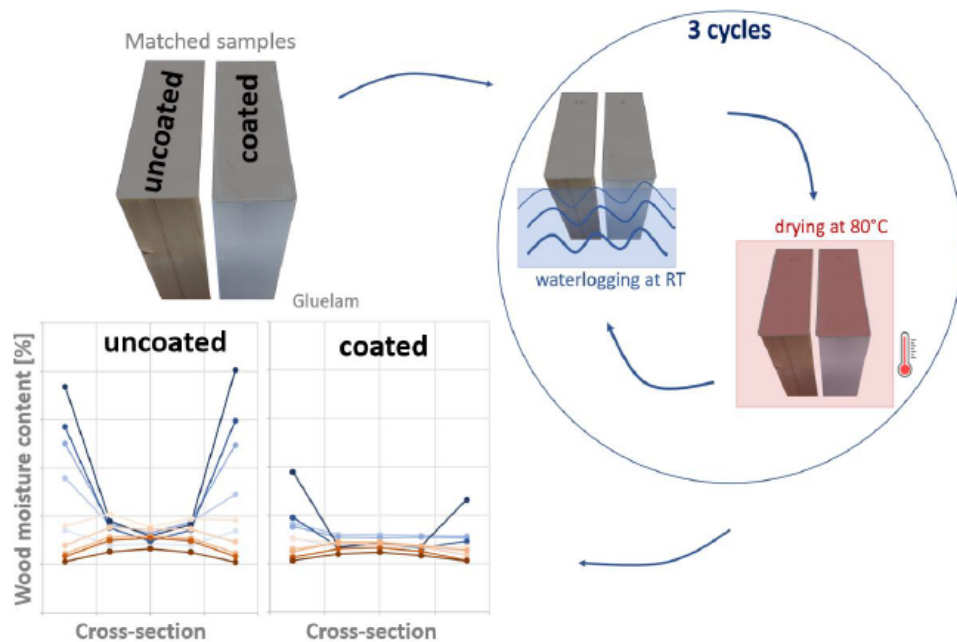 Matched samples
uncoated
coated
Gluelam
3 cycles
waterlogging at RT
drying at 80°C
Wood moisture content [%]
uncoated
coated
Cross-section
Cross-section